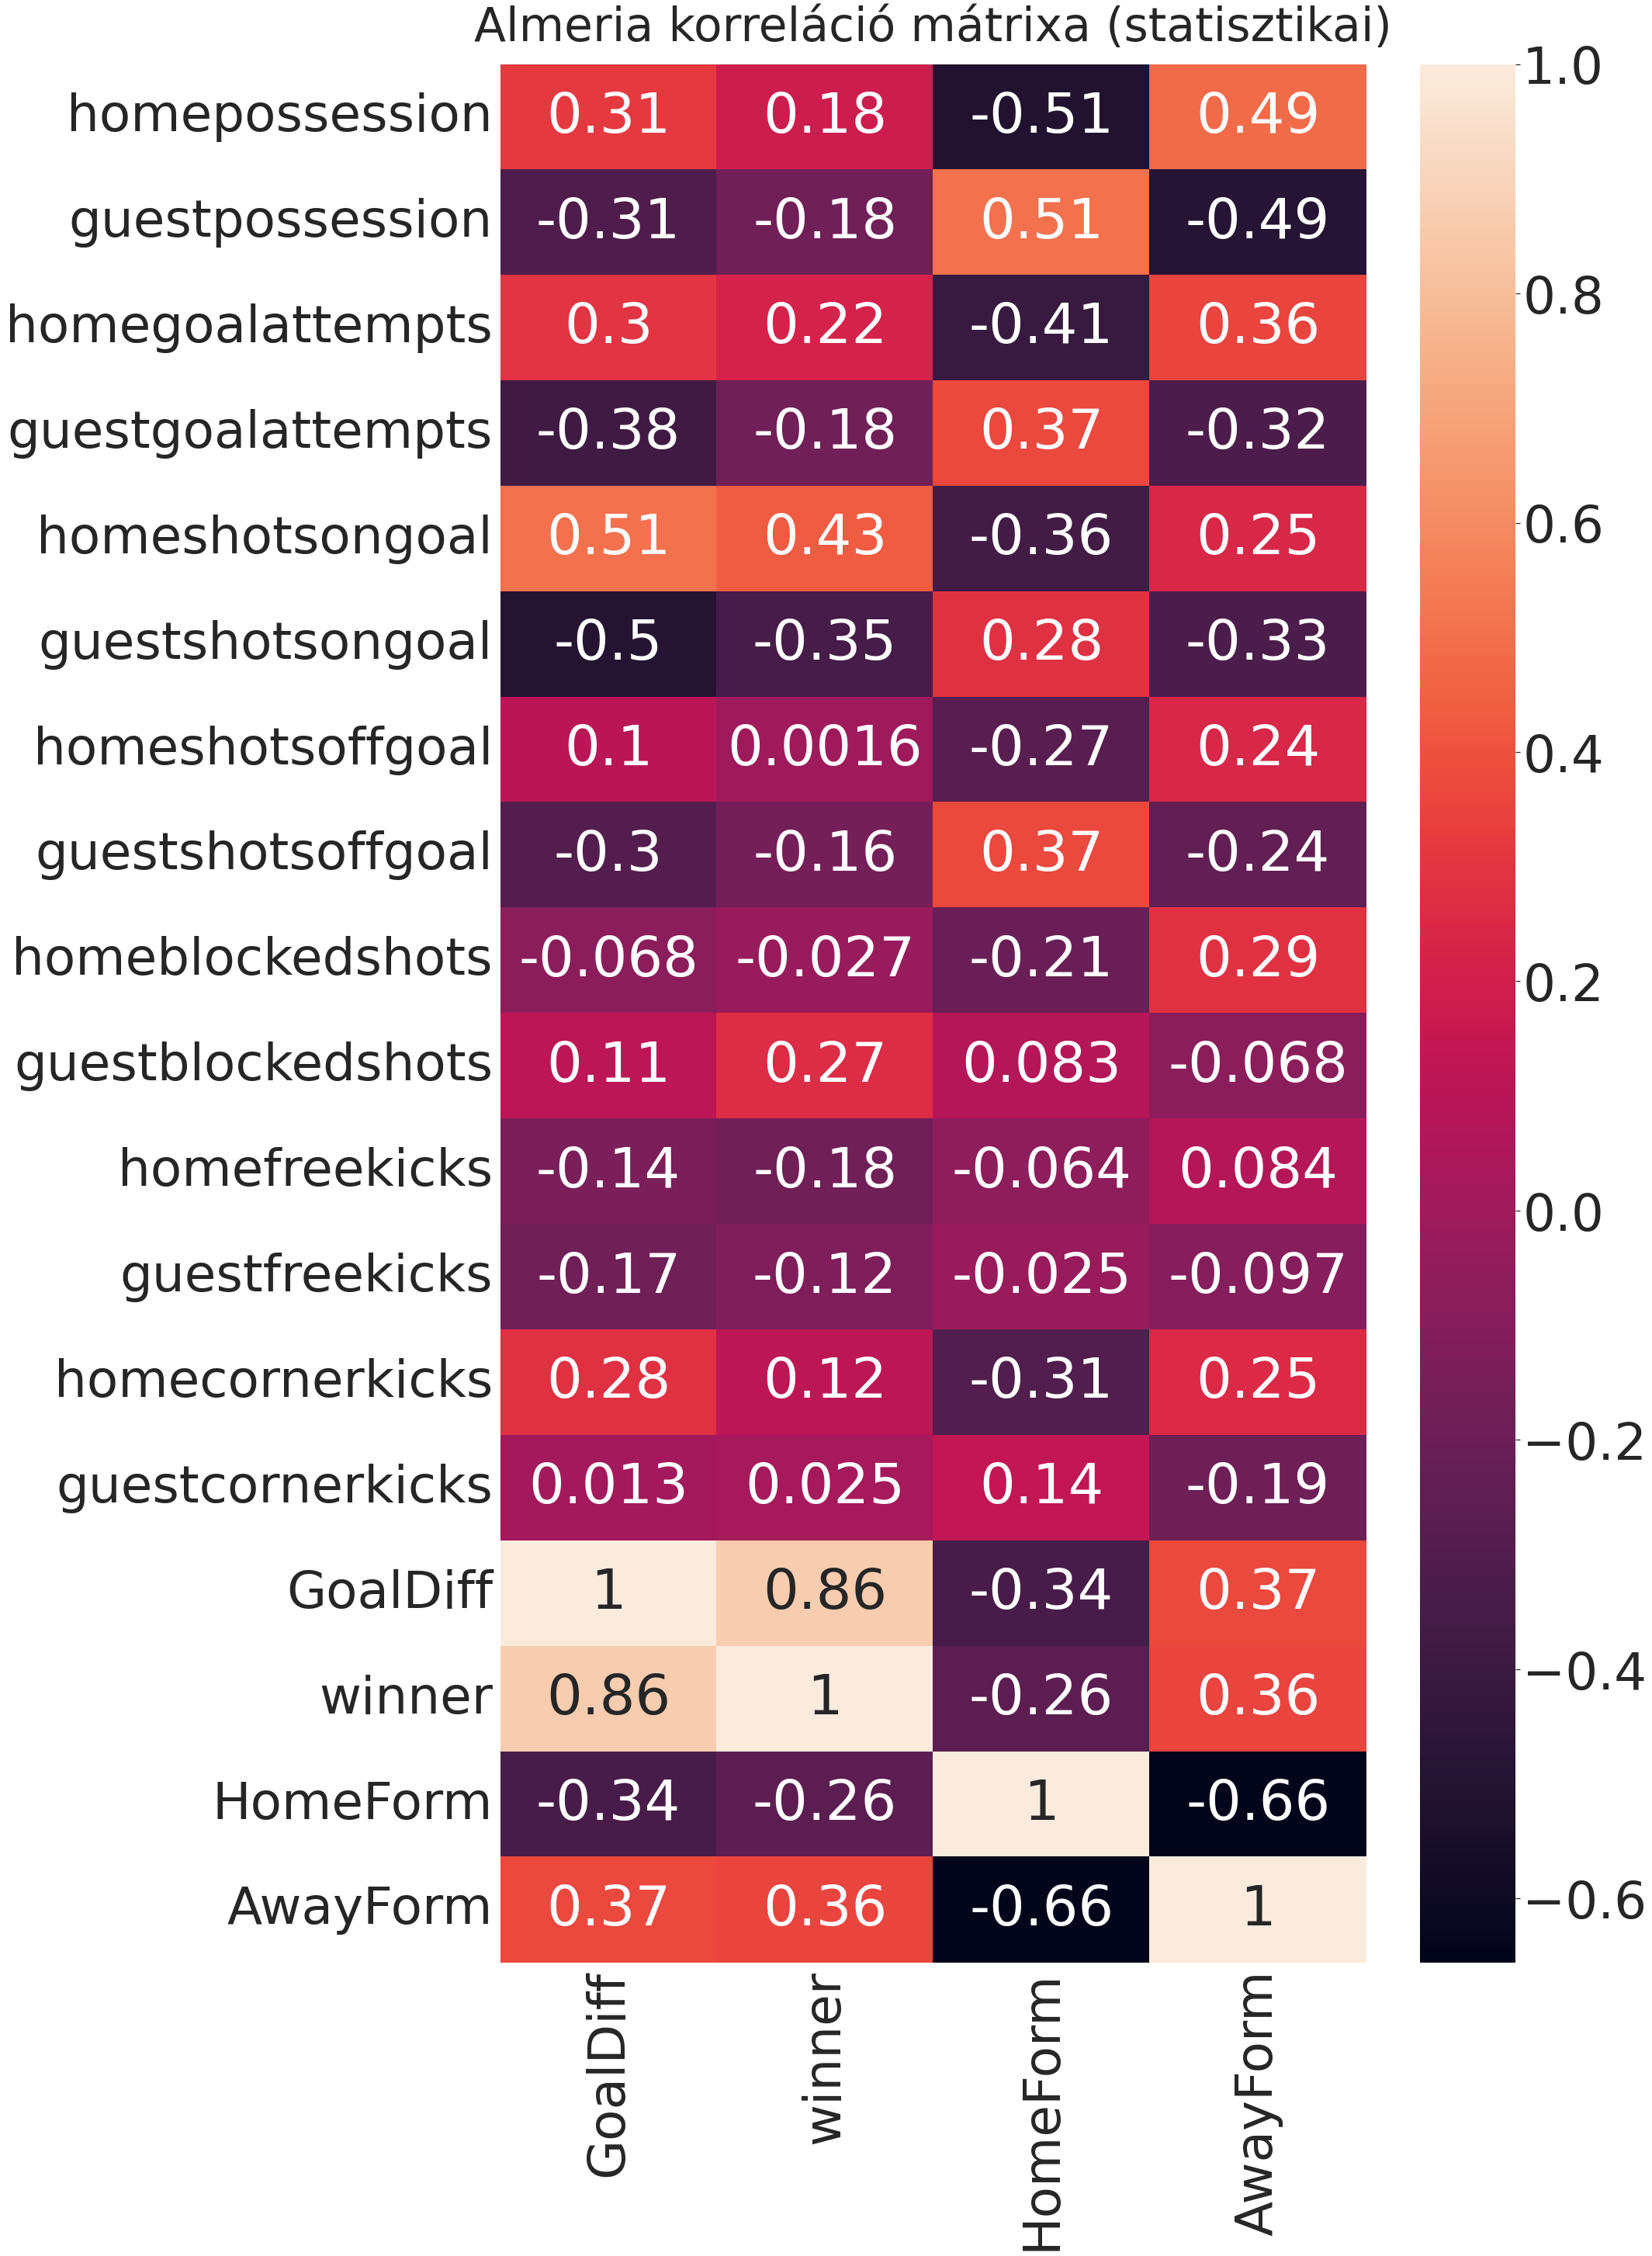 Almeria korreláció mátrixa (statisztikai)
homepossession 0.31 0.18 -0.51 0.49
guestpossession -0.31 -0.18 0.51 -0.49
homegoalattempts 0.3 0.22 -0.41 0.36
guestgoalattempts -0.38 -0.18 0.37 -0.32
homeshotsongoal 0.51 0.43 -0.36 0.25
guestshotsongoal -0.5 -0.35 0.28 -0.33
homeshotsoffgoal 0.1 0.0016 -0.27 0.24
guestshotsoffgoal -0.3 -0.16 0.37 -0.24
homeblockedshots -0.068 -0.027 -0.21 0.29
guestblockedshots 0.11 0.27 0.083 -0.068
homefreekicks -0.14 -0.18 -0.064 0.084
guestfreekicks -0.17 -0.12 -0.025 -0.097
homecornerkicks 0.28 0.12 -0.31 0.25
guestcornerkicks 0.013 0.025 0.14 -0.19
GoalDiff 1 0.86 -0.34 0.37
winner 0.86 1 -0.26 0.36
HomeForm -0.34 -0.26 1 -0.66
AwayForm 0.37 0.36 -0.66 1
GoalDiff winner HomeForm AwayForm
1.0
0.8
0.6
0.4
0.2
0.0
−0.2
−0.4
−0.6